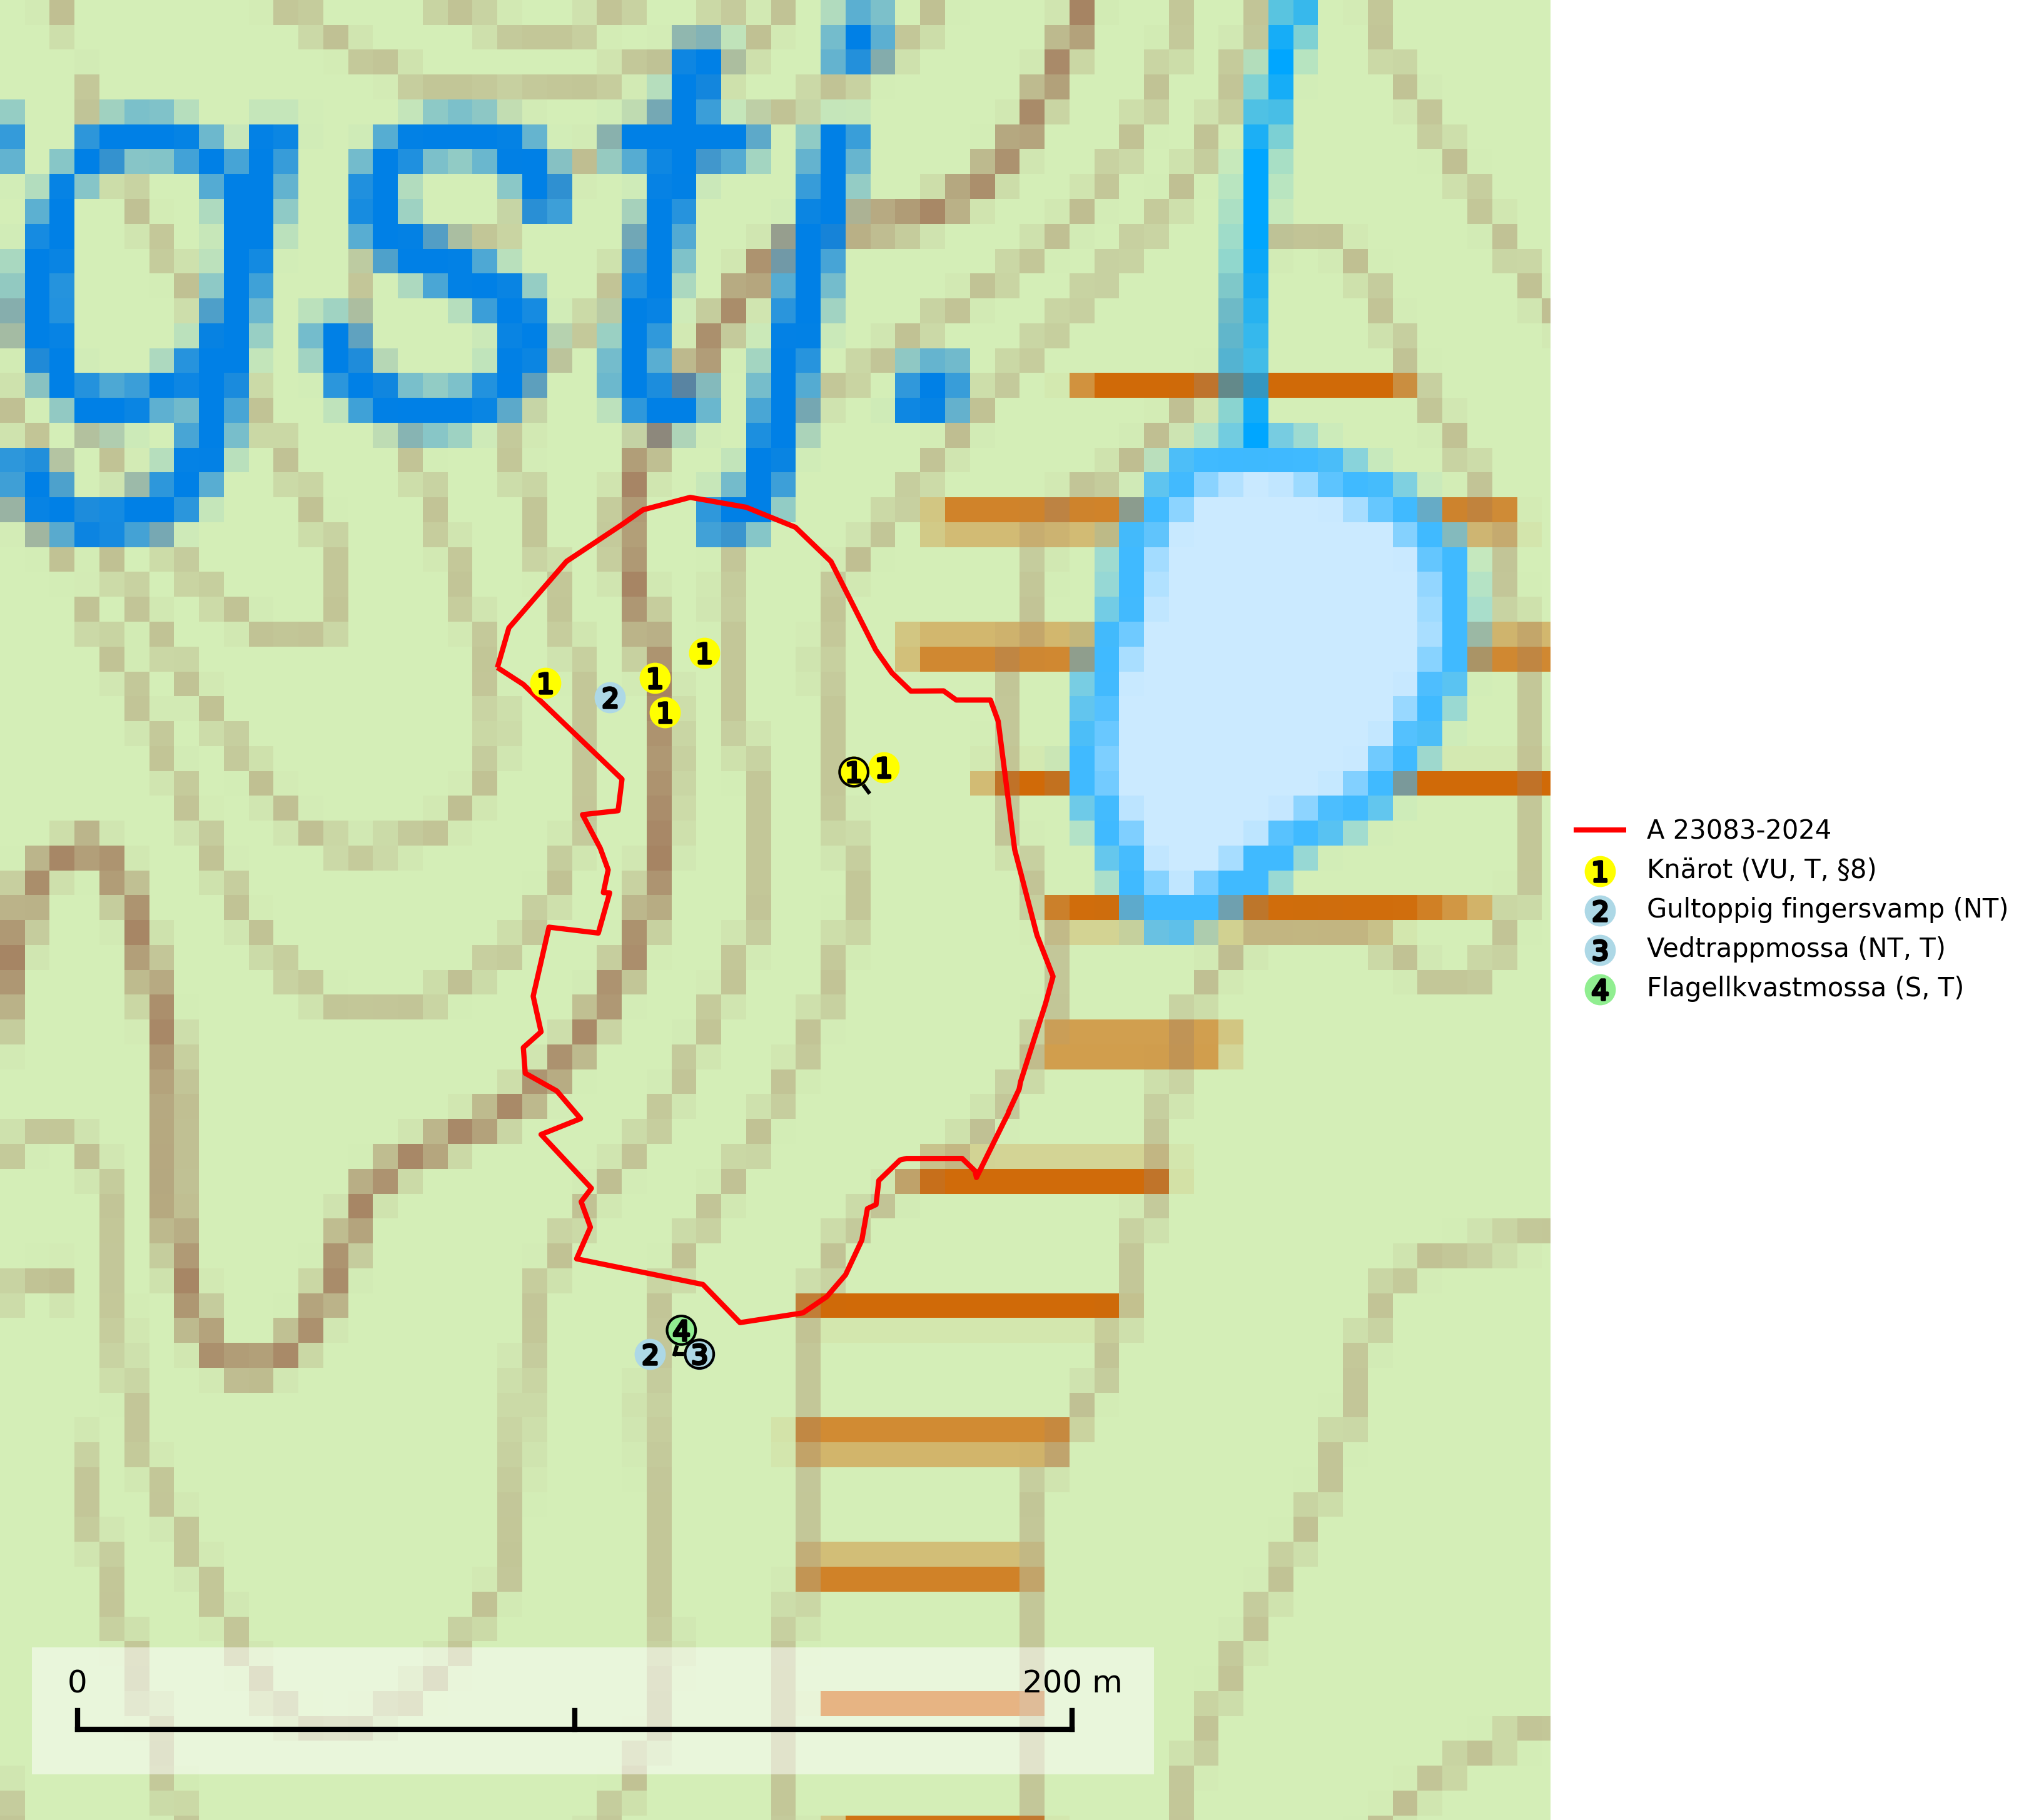 1
1
1
2
1
1
1
4
2
3
0
200 m
A 23083-2024
1 Knärot (VU, T, §8)
2 Gultoppig fingersvamp (NT)
3 Vedtrappmossa (NT, T)
4 Flagellkvastmossa (S, T)